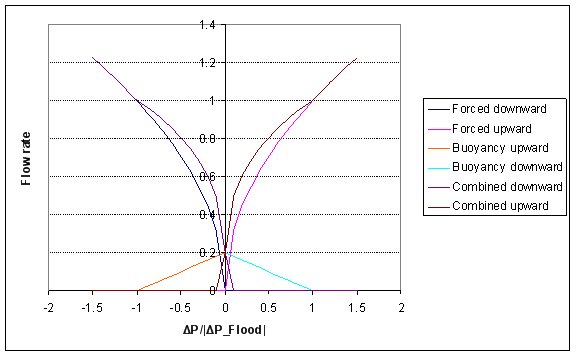 1.4
1.2
1
0.8
0.6
0.4
0.2
0
-2 -1.5 -1 -0.5 0 0.5 1 1.5 2
Flow rate
ΔP/|ΔP_Flood|
Forced downward
Forced upward
Buoyancy upward
Buoyancy downward
Combined downward
Combined upward